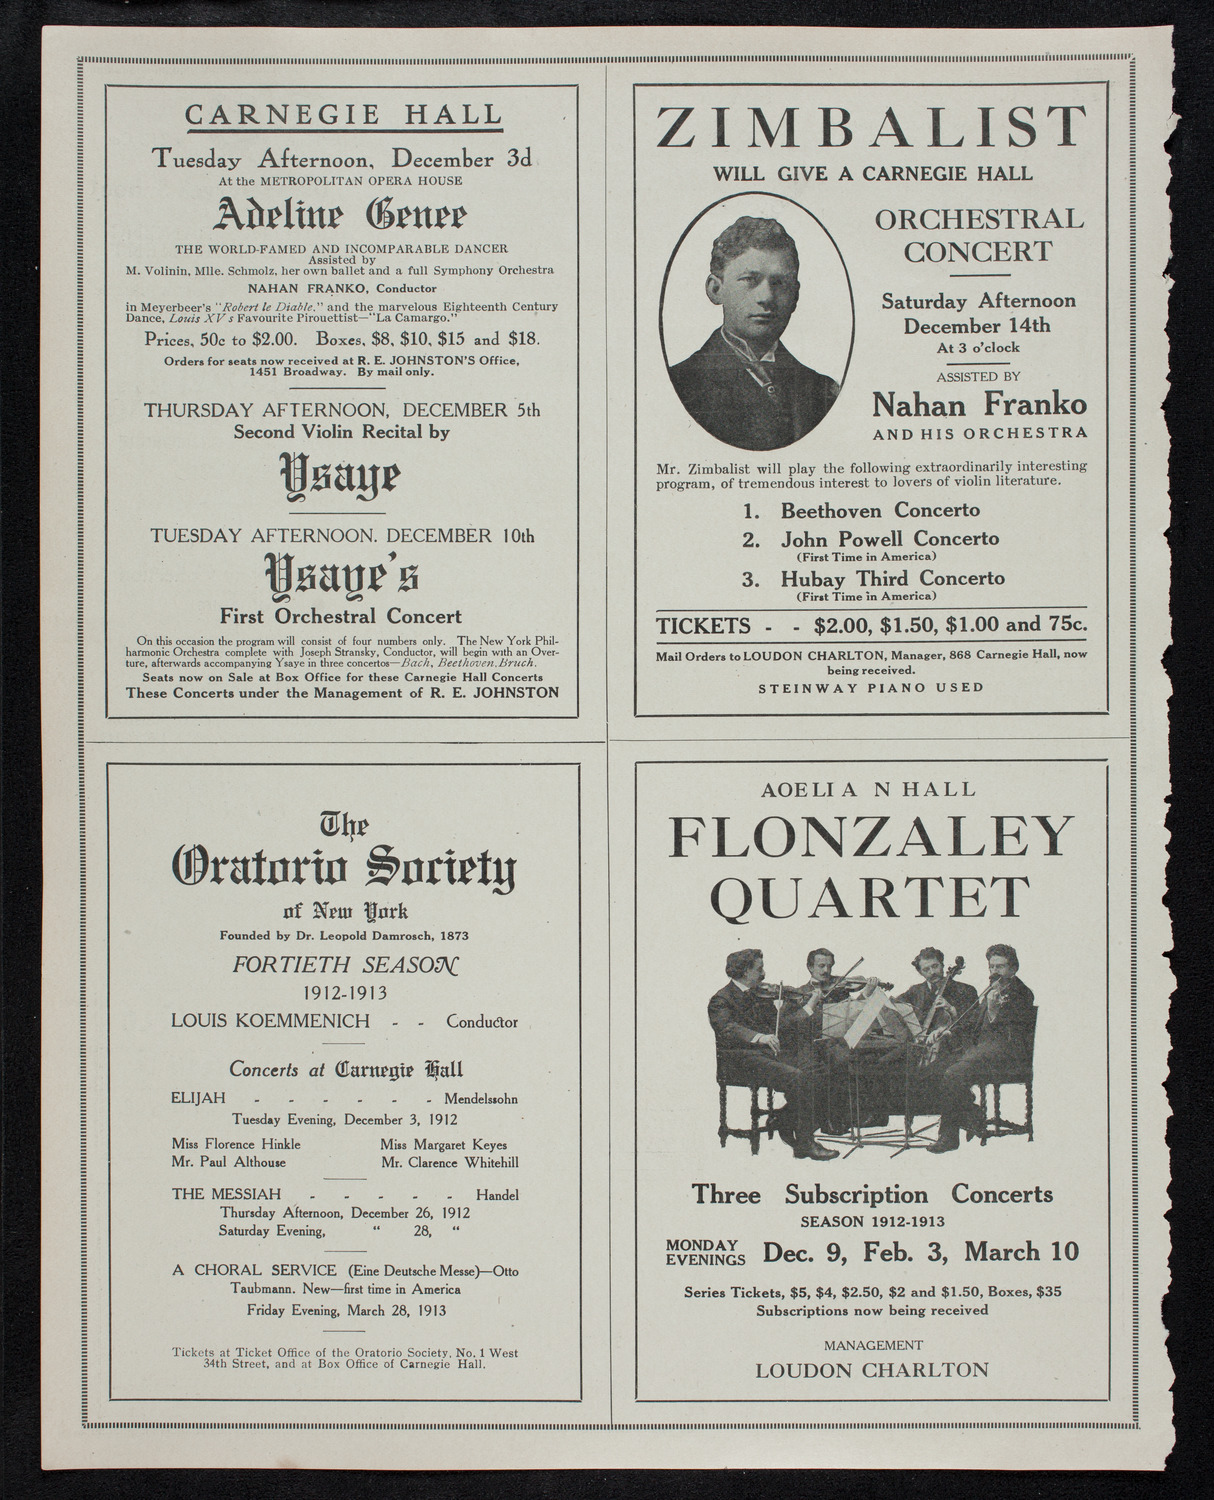 CARNEGIE HALL
Tuesday Afternoon, December 3d
At the METROPOLITAN OPERA HOUSE
Adeline Genee
THE WORLD-FAMED AND INCOMPARABLE DANCER
Assisted by
M. Volinin, Mlle. Schmolz, her own ballet and a full Symphony Orchestra
NAHAN FRANKO, Conductor
in Meyerbeer's "Robert le Diable," and the marvelous Eighteenth Century
Dance, Louis XV s Favourite Pirouettist—"La Camargo."
Prices, 50c to $2.00. Boxes, $8, $10, $15 and $18.
Orders for seats now received at R. E. JOHNSTON'S Office,
1451 Broadway. By mail only.
THURSDAY AFTERNOON, DECEMBER 5th
Second Violin Recital by
Ysaye
TUESDAY AFTERNOON. DECEMBER 10th
Ysaye's
First Orchestral Concert
On this occasion the program will consist of four numbers only. The New York Phil-
harmonic Orchestra complete with Joseph Stransky, Conductor, will begin with an Over-
ture, afterwards accompanying Ysaye in three concertos—Bach, Beethoven, Bruch.
Seats now on Sale at Box Office for these Carnegie Hall Concerts
These Concerts under the Management of R. E. JOHNSTON
ZIMBALIST
WILL GIVE A CARNEGIE HALL
ORCHESTRAL
CONCERT
Saturday Afternoon
December 14th
At 3 o'clock
ASSISTED BY
Nahan Franko
AND HIS ORCHESTRA
Mr. Zimbalist will play the following extraordinarily interesting
program, of tremendous interest to lovers of violin literature.
1. Beethoven Concerto
2. John Powell Concerto
(First Time in America)
3. Hubay Third Concerto
(First Time in America)
TICKETS - - $2.00, $1.50, $1.00 and 75c.
Mail Orders to LOUDON CHARLTON, Manager, 868 Carnegie Hall, now
being received.
STEINWAY PIANO USED
The
Oratorio Society
of New York
Founded by Dr. Leopold Damrosch, 1873
FORTIETH SEASON
1912-1913
LOUIS KOEMMENICH - - Conductor
Concerts at Carnegie Hall
ELIJAH - - - - - - Mendelssohn
Tuesday Evening, December 3, 1912
Miss Florence Hinkle Miss Margaret Keyes
Mr. Paul Althouse Mr. Clarence Whitehill
THE MESSIAH - - - - - Handel
Thursday Afternoon, December 26, 1912
Saturday Evening, " 28, "
A CHORAL SERVICE (Eine Deutsche Messe)—Otto
Taubmann. New—first time in America
Friday Evening, March 28, 1913
Tickets at Ticket Office of the Oratorio Society, No. 1 West
34th Street, and at Box Office of Carnegie Hall.
AOELIAN HALL
FLONZALEY
QUARTET
Three Subscription Concerts
SEASON 1912-1913
MONDAY
EVENINGS Dec. 9, Feb. 3, March 10
Series Tickets, $5, $4, $2.50, $2 and $1.50, Boxes, $35
Subscriptions now being received
MANAGEMENT
LOUDON CHARLTON